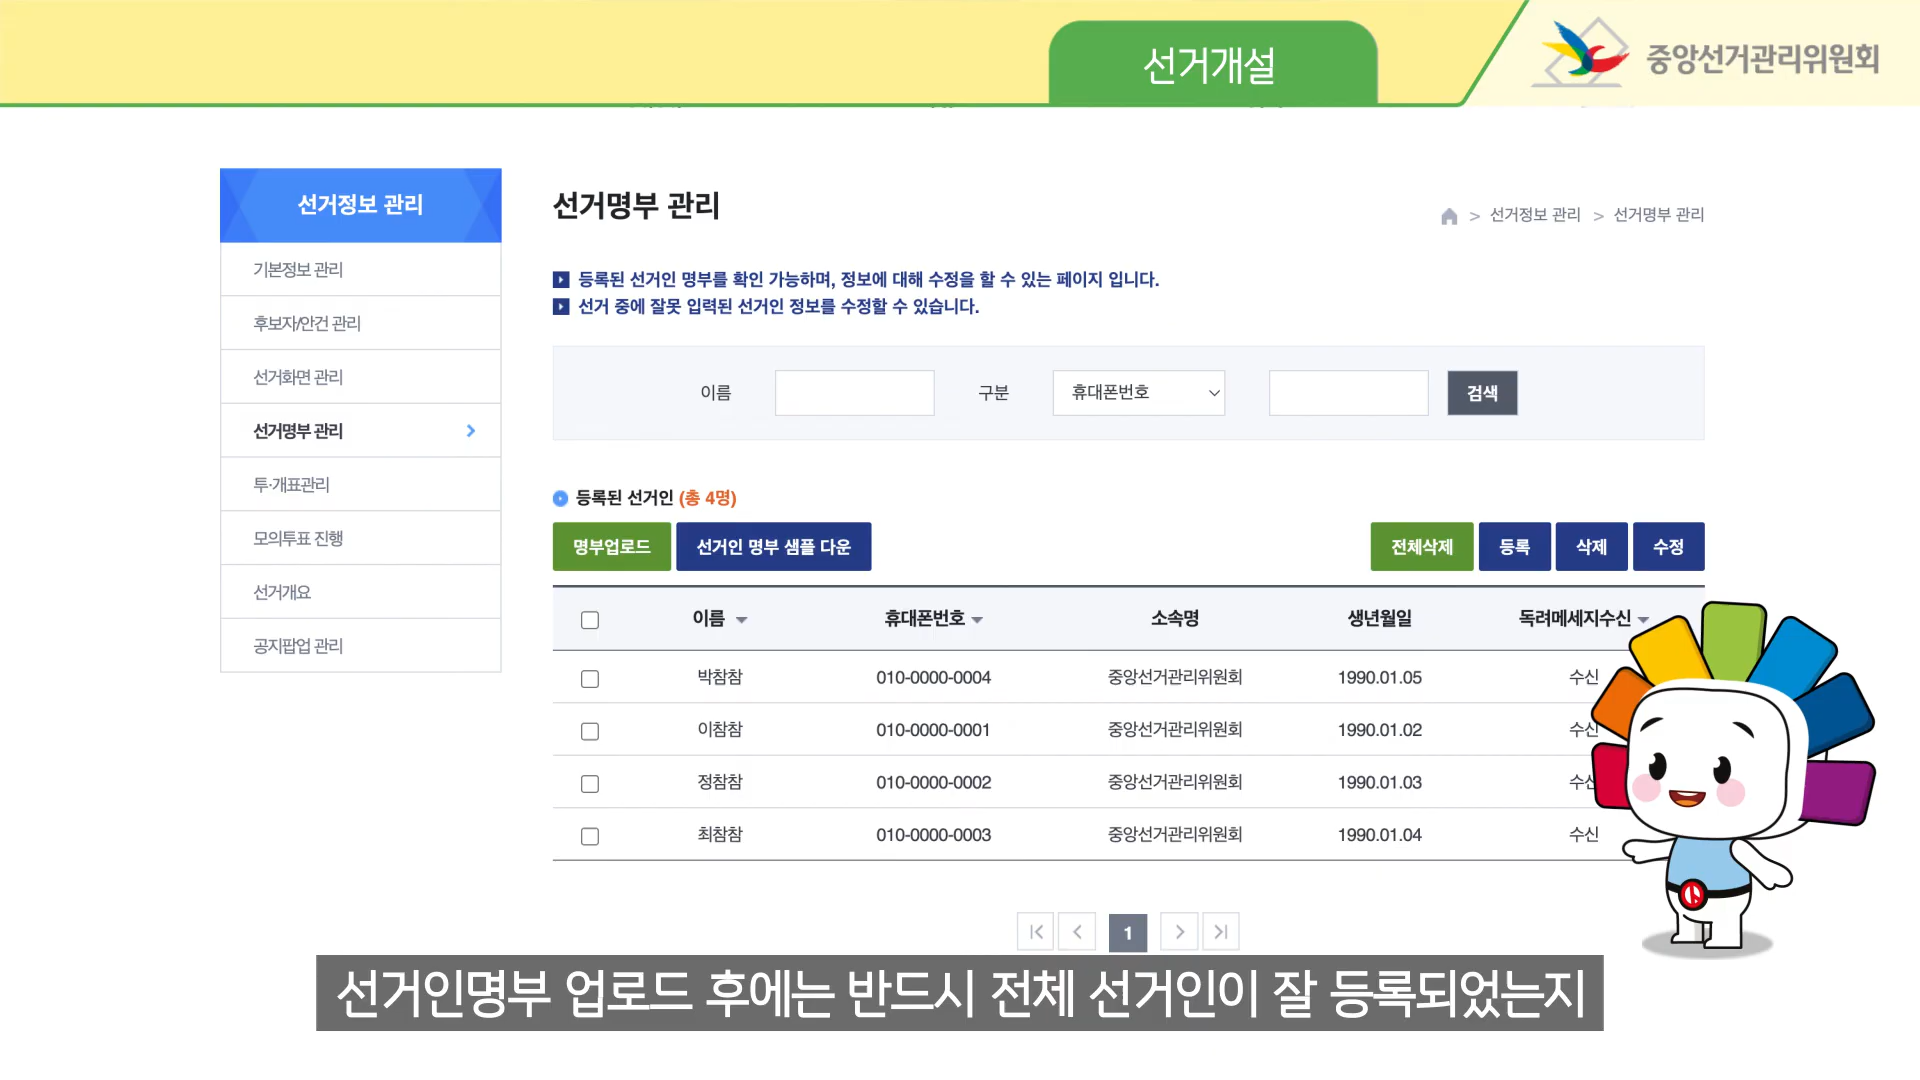 선거개설
중앙선거관리위원회
선거정보 관리
기본정보 관리
후보자/안건 관리
선거화면 관리
선거명부 관리
투·개표관리
모의투표 진행
선거개요
공지팝업 관리
선거명부 관리
> 선거정보 관리 > 선거명부 관리
등록된 선거인 명부를 확인 가능하며, 정보에 대해 수정을 할 수 있는 페이지 입니다.
선거 중에 잘못 입력된 선거인 정보를 수정할 수 있습니다.
이름 구분 휴대폰번호 검색
등록된 선거인 (총 4명)
명부업로드 선거인 명부 샘플 다운 전체삭제 등록 삭제 수정
이름 휴대폰번호 소속명 생년월일 독려메세지수신
박참참 010-0000-0004 중앙선거관리위원회 1990.01.05 수신
이참참 010-0000-0001 중앙선거관리위원회 1990.01.02 수신
정참참 010-0000-0002 중앙선거관리위원회 1990.01.03 수신
최참참 010-0000-0003 중앙선거관리위원회 1990.01.04 수신
1
선거인명부 업로드 후에는 반드시 전체 선거인이 잘 등록되었는지